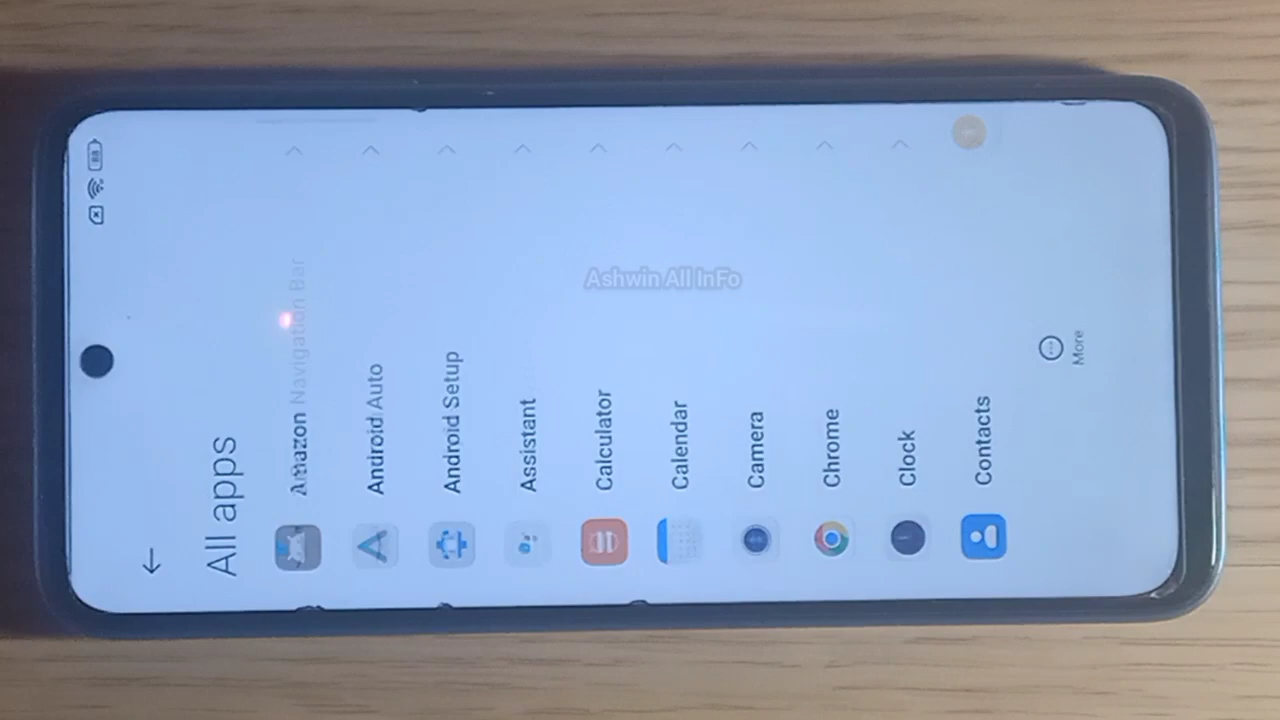 88
All apps
Amazon Navigation Bar
Android Auto
Android Setup
Assistant
Calculator
Calendar
Camera
Chrome
Clock
Contacts
More
Ashwin All InFo